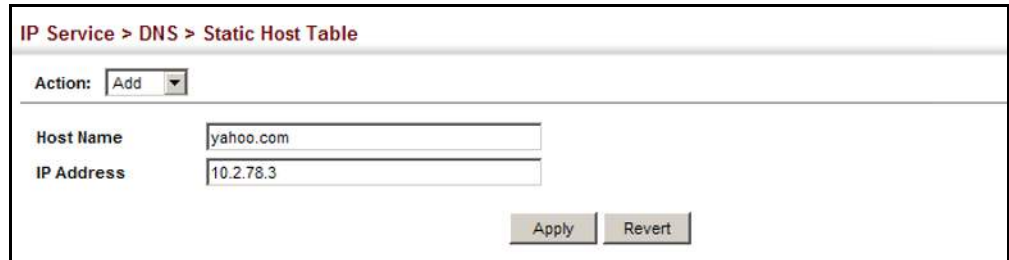 IP Service > DNS > Static Host Table
Action: Add
Host Name yahoo.com
IP Address 10.2.78.3
Apply Revert